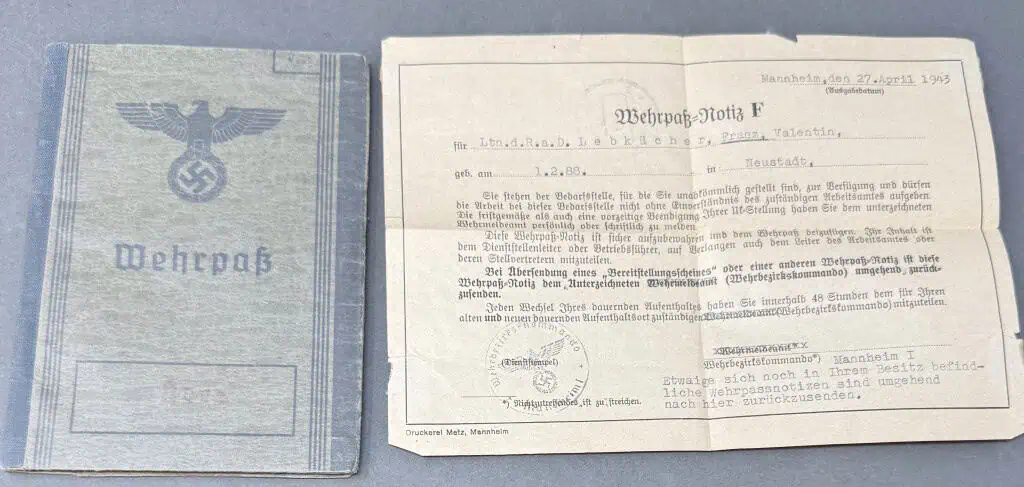 Wehrpaß
Mannheim, den 27. April 1943
(Ausgabedatum)
Wehrpaß-Notiz F
für Ltn.d.R.a.D. Lebkücher, Franz, Valentin,
geb. am 1.2.88. in Neustadt,
Sie stehen der Bedarfsstelle, für die Sie unabkömmlich gestellt sind, zur Verfügung und dürfen
die Arbeit bei dieser Bedarfsstelle nicht ohne Einverständnis des zuständigen Arbeitsamtes aufgeben.
Die fristgemäße als auch eine vorzeitige Beendigung Ihrer Uk-Stellung haben Sie dem unterzeichneten
Wehrmeldeamt persönlich oder schriftlich zu melden.
Diese Wehrpaß-Notiz ist sicher aufzubewahren und dem Wehrpaß beizufügen. Ihr Inhalt ist
dem Dienststellenleiter oder Betriebsführer, auf Verlangen auch dem Leiter des Arbeitsamtes oder
deren Stellvertretern mitzuteilen.
Bei Übersendung eines „Bereitstellungsscheines“ oder einer anderen Wehrpaß-Notiz ist diese
Wehrpaß-Notiz dem Unterzeichneten Wehrmeldeamt (Wehrbezirkskommando) umgehend zurück-
zusenden.
Jeden Wechsel Ihres dauernden Aufenthaltes haben Sie innerhalb 48 Stunden dem für Ihren
alten und neuen dauernden Aufenthaltsort zuständigen Wehrmeldeamt (Wehrbezirkskommando) mitzuteilen.
Wehrbezirks-Kommando
(Dienststempel)
Mannheim I
Wehrmeldeamt*)
Wehrbezirkskommando*) Mannheim I
Etwaige sich noch in Ihrem Besitz befind-
liche Wehrpassnotizen sind umgehend
nach hier zurückzusenden.
*) Nichtzutreffendes ist zu streichen.
Druckerei Metz, Mannheim